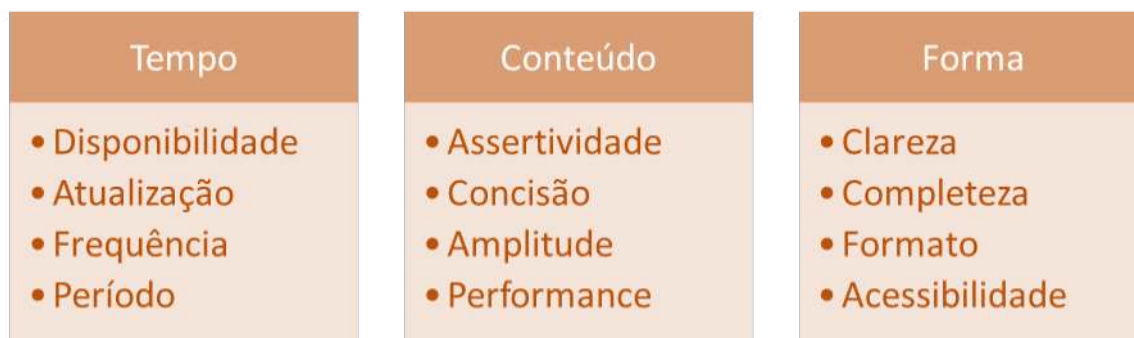 Tempo
• Disponibilidade
• Atualização
• Frequência
• Período
Conteúdo
• Assertividade
• Concisão
• Amplitude
• Performance
Forma
• Clareza
• Completeza
• Formato
• Acessibilidade